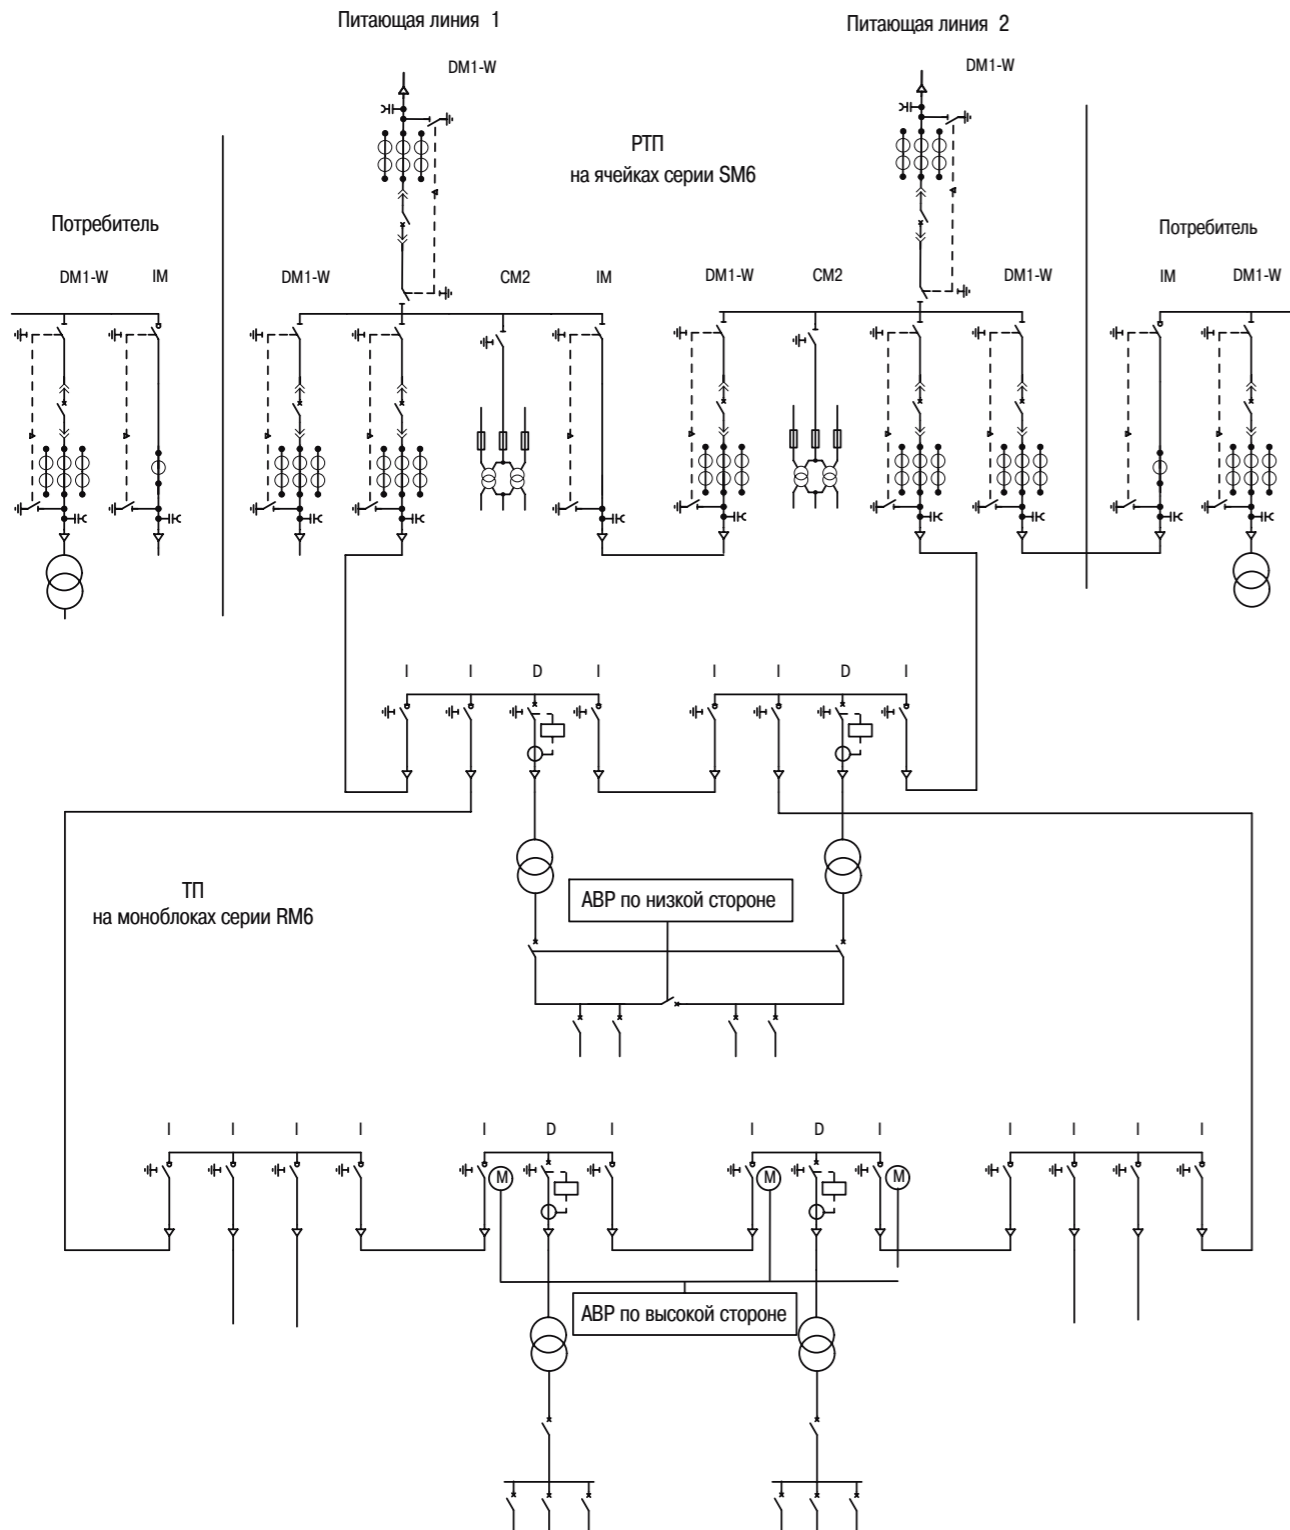 Питающая линия 1
Питающая линия 2
DM1-W
DM1-W
РТП
на ячейках серии SM6
Потребитель
Потребитель
DM1-W IM DM1-W CM2 IM DM1-W CM2 DM1-W IM DM1-W
I I D I I I D I
ТП
на моноблоках серии RM6
АВР по низкой стороне
I I I I I D I I D I I I I I
M M M
АВР по высокой стороне